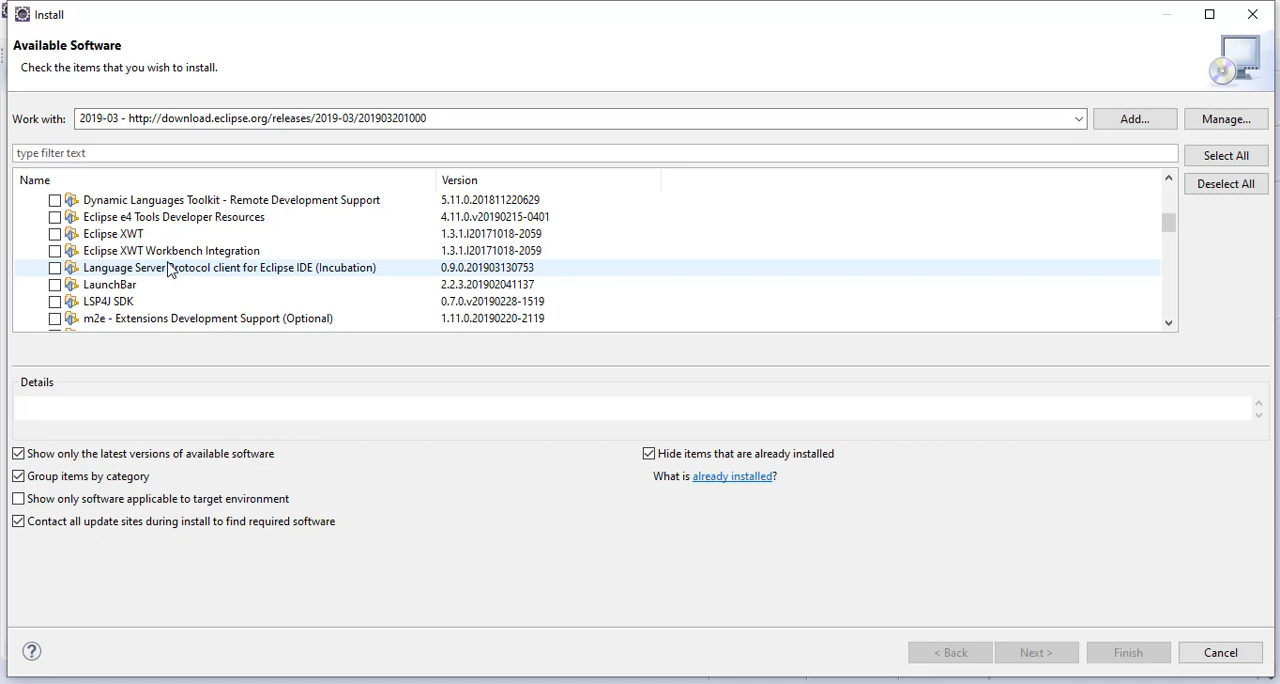 Install
Available Software
Check the items that you wish to install.
Work with: 2019-03 - http://download.eclipse.org/releases/2019-03/201903201000 Add... Manage...
type filter text Select All
Name Version Deselect All
Dynamic Languages Toolkit - Remote Development Support 5.11.0.201811220629
Eclipse e4 Tools Developer Resources 4.11.0.v20190215-0401
Eclipse XWT 1.3.1.I20171018-2059
Eclipse XWT Workbench Integration 1.3.1.I20171018-2059
Language Server Protocol client for Eclipse IDE (Incubation) 0.9.0.201903130753
LaunchBar 2.2.3.201902041137
LSP4J SDK 0.7.0.v20190228-1519
m2e - Extensions Development Support (Optional) 1.11.0.20190220-2119
Details
Show only the latest versions of available software Hide items that are already installed
Group items by category What is already installed?
Show only software applicable to target environment
Contact all update sites during install to find required software
? < Back Next > Finish Cancel